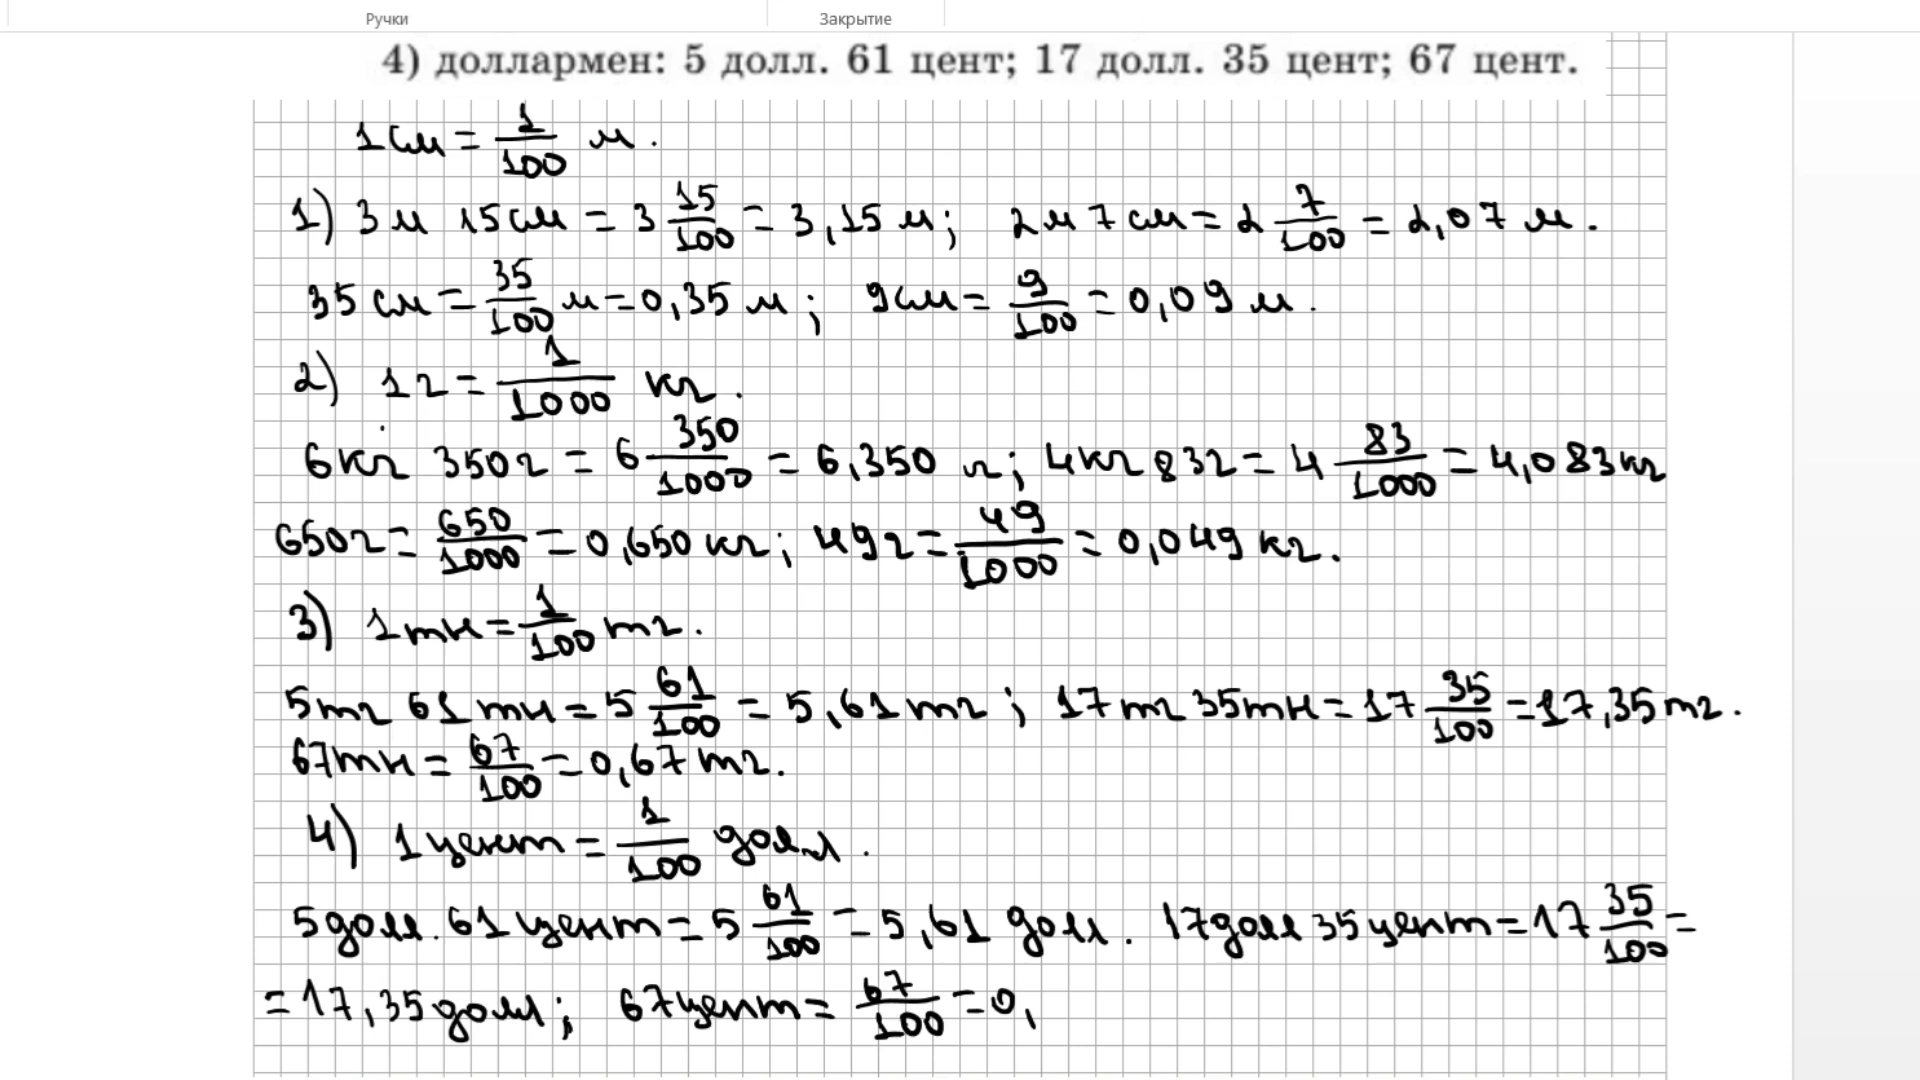 Ручки Закрытие
4) доллармен: 5 долл. 61 цент; 17 долл. 35 цент; 67 цент.
1см = 1/100 м.
1) 3м 15см = 3 15/100 = 3,15 м; 2м 7см = 2 7/100 = 2,07 м.
35 см = 35/100 м = 0,35 м; 9см = 9/100 = 0,09 м.
2) 1г = 1/1000 кг.
6кг 350г = 6 350/1000 = 6,350 г; 4кг 83г = 4 83/1000 = 4,083кг
650г = 650/1000 = 0,650 кг; 49г = 49/1000 = 0,049 кг.
3) 1тн = 1/100 тг.
5тг 61тн = 5 61/100 = 5,61 тг; 17тг 35тн = 17 35/100 = 17,35тг.
67тн = 67/100 = 0,67 тг.
4) 1цент = 1/100 долл.
5долл. 61 цент = 5 61/100 = 5,61 долл. 17долл 35цент = 17 35/100 =
= 17,35долл; 67цент = 67/100 = 0,